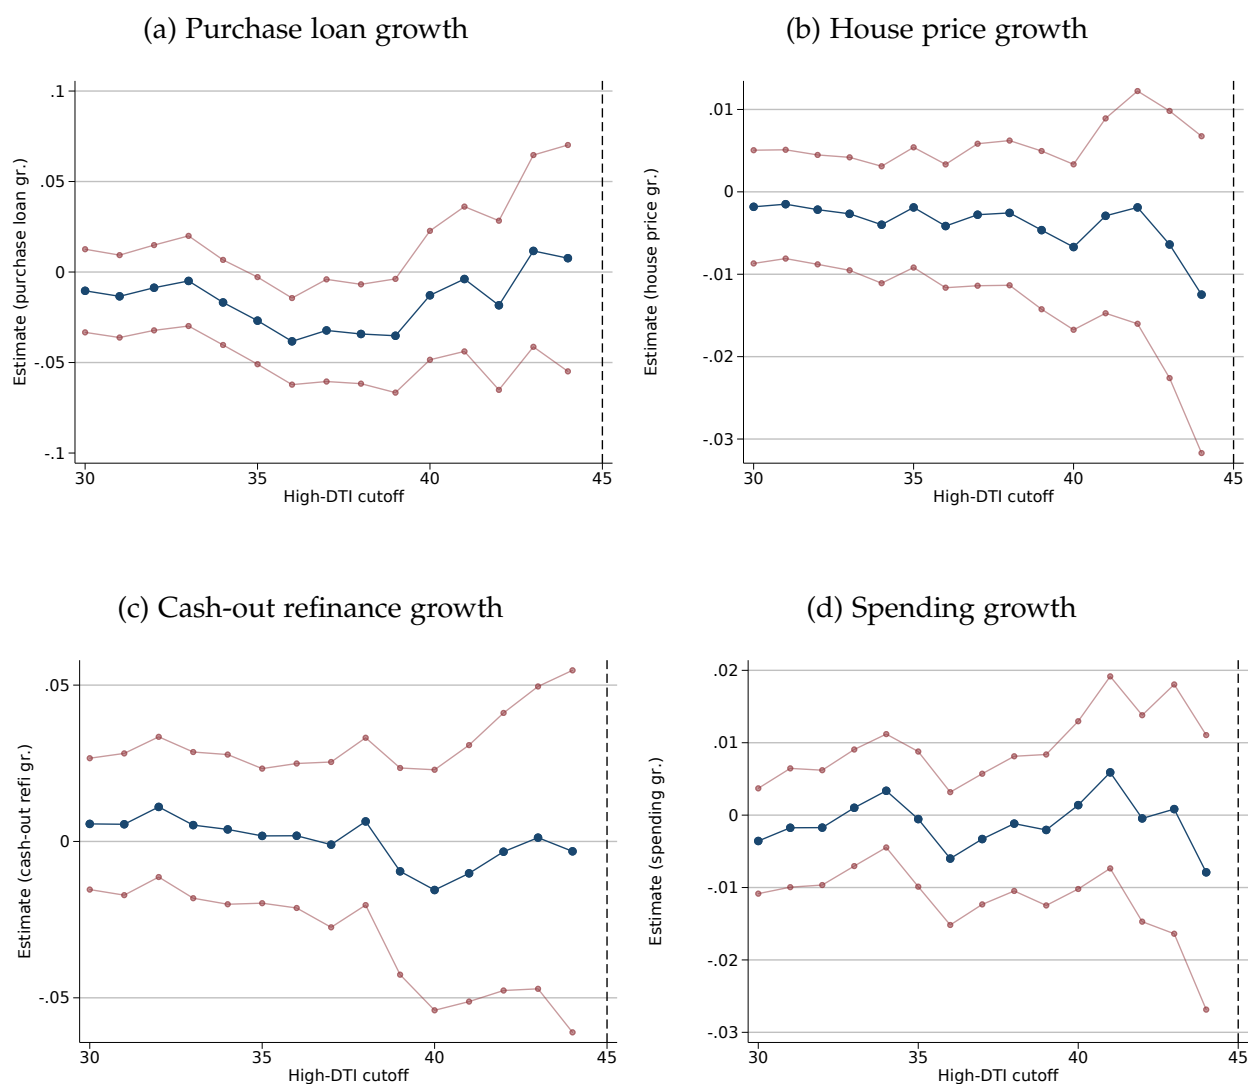 (a) Purchase loan growth
.1
.05
0
-.05
-.1
Estimate (purchase loan gr.)
30 35 40 45
High-DTI cutoff
(b) House price growth
.01
0
-.01
-.02
-.03
Estimate (house price gr.)
30 35 40 45
High-DTI cutoff
(c) Cash-out refinance growth
.05
0
-.05
Estimate (cash-out refi gr.)
30 35 40 45
High-DTI cutoff
(d) Spending growth
.02
.01
0
-.01
-.02
-.03
Estimate (spending gr.)
30 35 40 45
High-DTI cutoff